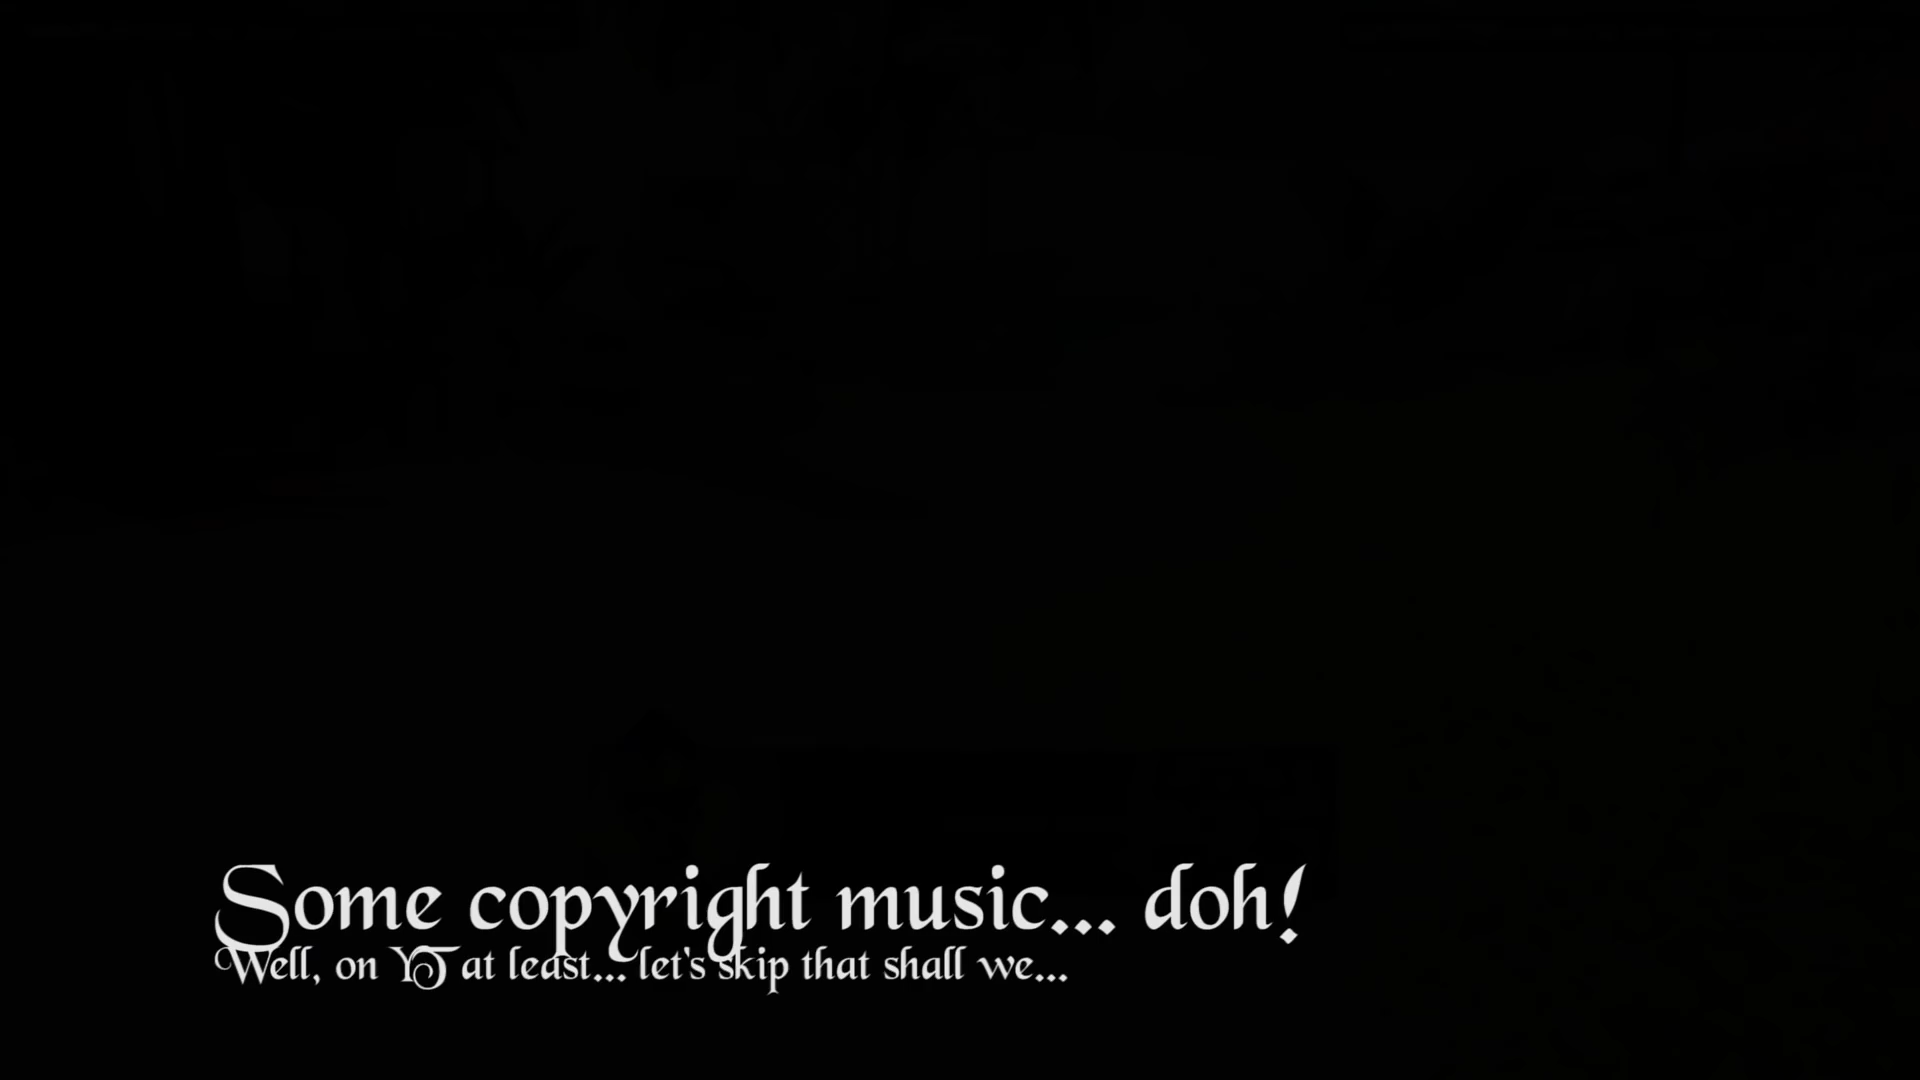 Some copyright music... doh!
Well, on YT at least... let's skip that shall we...